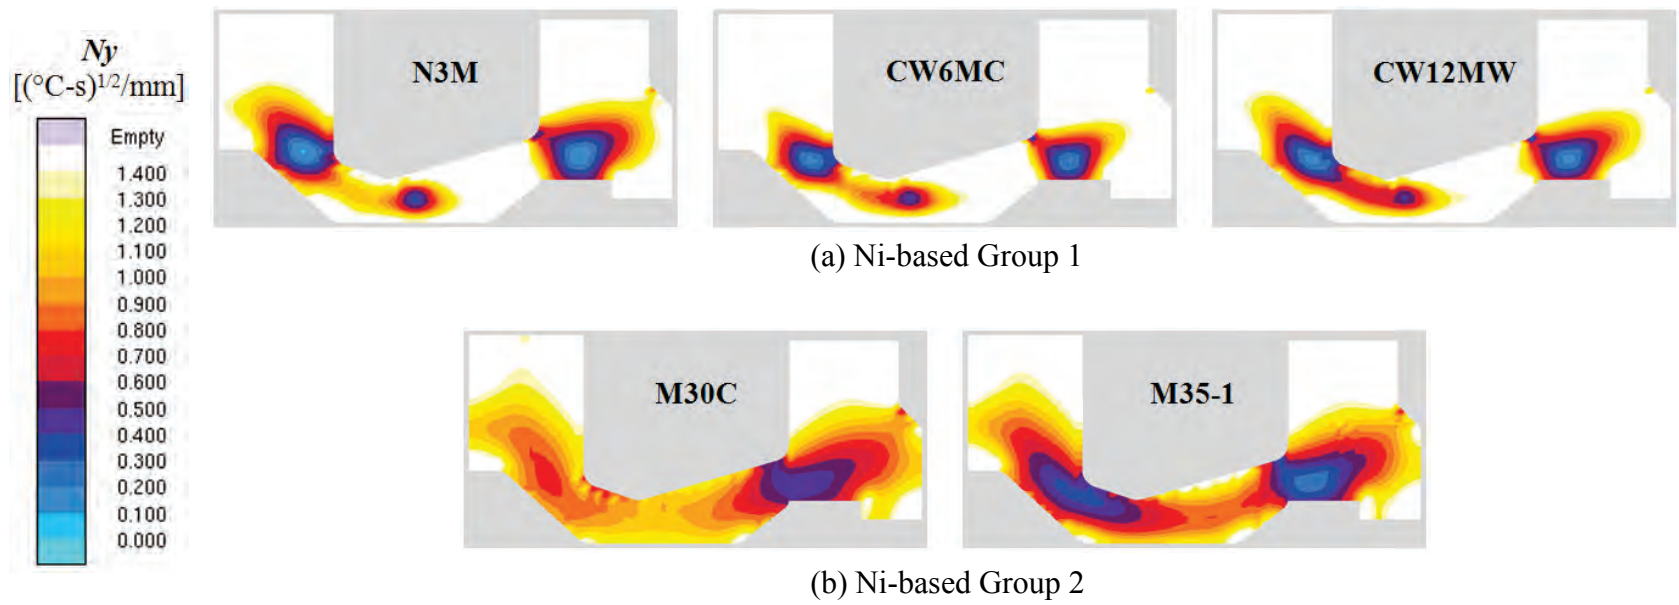 Ny
[(°C-s)1/2/mm]
Empty
1.400
1.300
1.200
1.100
1.000
0.900
0.800
0.700
0.600
0.500
0.400
0.300
0.200
0.100
0.000
N3M
CW6MC
CW12MW
(a) Ni-based Group 1
M30C
M35-1
(b) Ni-based Group 2